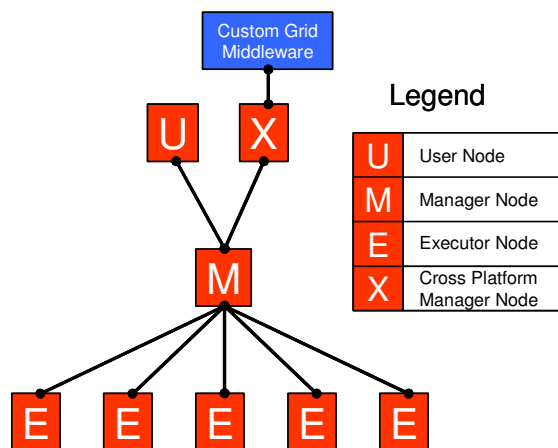 Custom Grid
Middleware
U X
M
E E E E E
Legend
U User Node
M Manager Node
E Executor Node
X Cross Platform
Manager Node